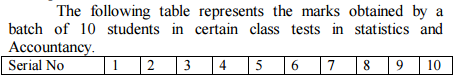 The following table represents the marks obtained by a
batch of 10 students in certain class tests in statistics and
Accountancy.
Serial No 1 2 3 4 5 6 7 8 9 10